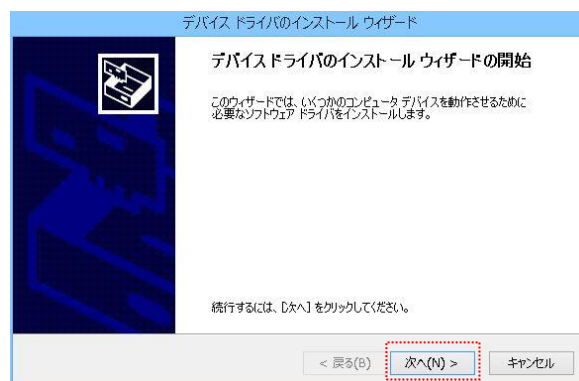 デバイス ドライバのインストール ウィザード
デバイス ドライバのインストール ウィザードの開始
このウィザードでは、いくつかのコンピュータ デバイスを動作させるために
必要なソフトウェア ドライバをインストールします。
続行するには、[次へ] をクリックしてください。
< 戻る(B)
次へ(N) >
キャンセル